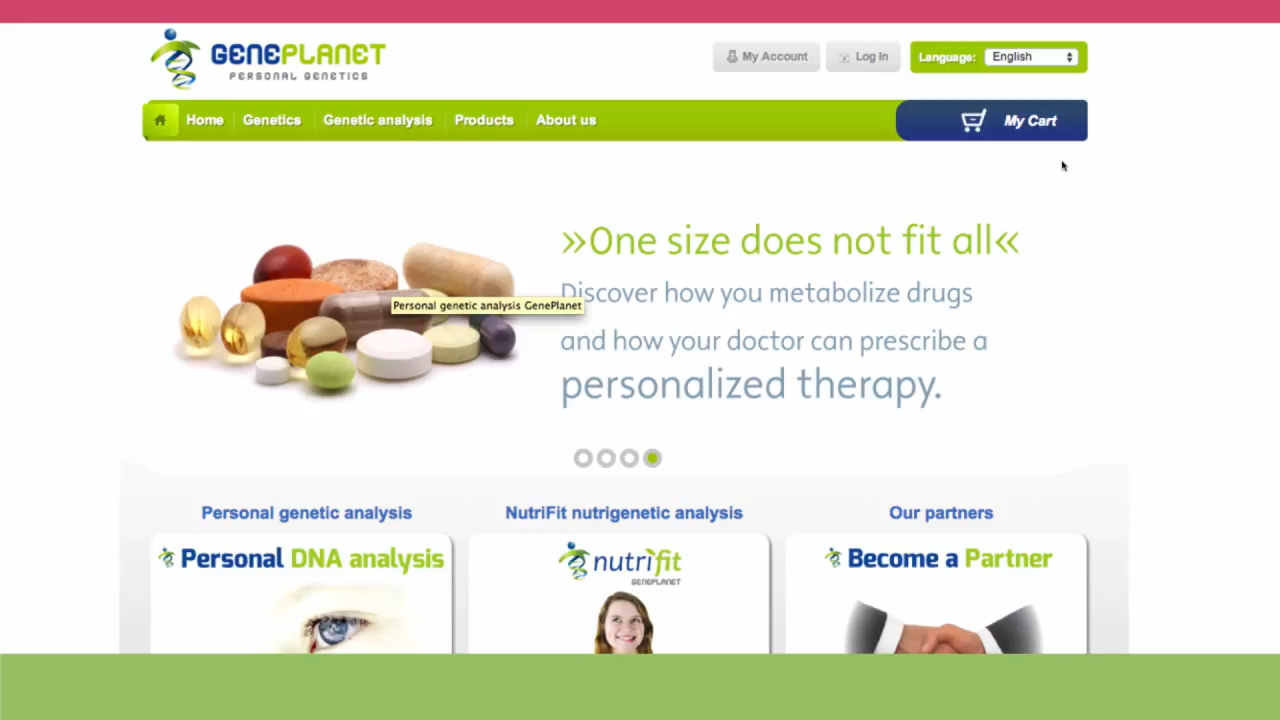 GENEPLANET
PERSONAL GENETICS
My Account
Log In
Language: English
Home
Genetics
Genetic analysis
Products
About us
My Cart
»One size does not fit all«
Discover how you metabolize drugs
and how your doctor can prescribe a
personalized therapy.
Personal genetic analysis GenePlanet
Personal genetic analysis
NutriFit nutrigenetic analysis
Our partners
Personal DNA analysis
nutrifit
GENEPLANET
Become a Partner